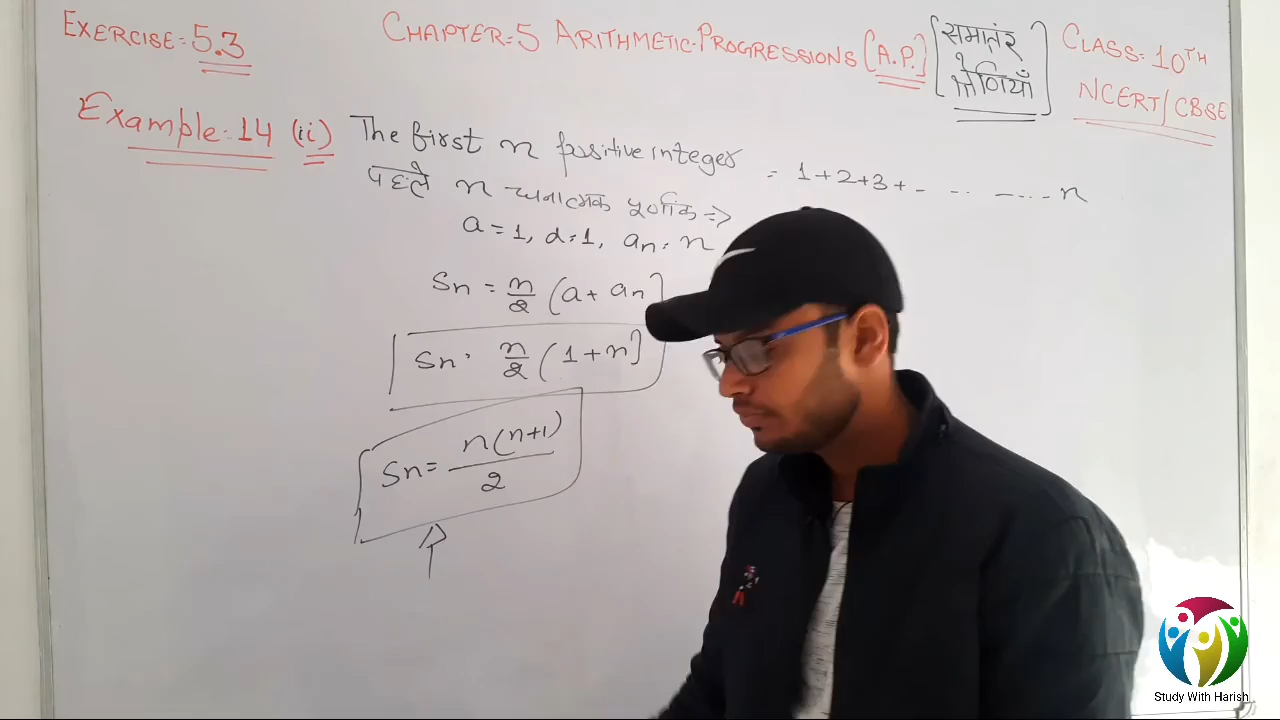 EXERCISE:- 5.3
CHAPTER:-5 ARITHMETIC-PROGRESSIONS (A.P.) [समांतर श्रेणियाँ]
CLASS:- 10TH
NCERT/CBSE
Example:-14 (ii) The first n positive integer
पहले n धनात्मक पूर्णांक => = 1+2+3+ - - -- -- ... n
a = 1, d=1, an = n
Sn = n/2 (a + an]
Sn = n/2 (1+n]
Sn = n(n+1)/2
Study With Harish